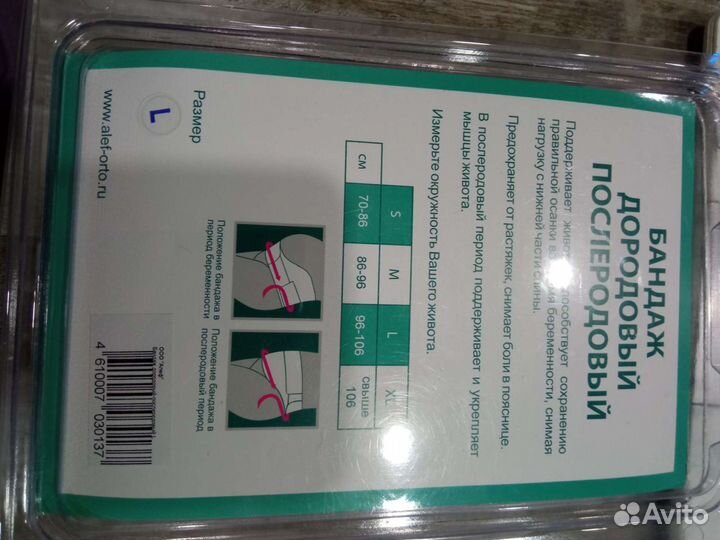 БАНДАЖ
ДОРОДОВЫЙ
ПОСЛЕРОДОВЫЙ
Поддерживает способствует сохранению
правильной осанки беременности, снимая
нагрузку с нижней части спины.
Предохраняет от растяжек, снимает боли в пояснице.
В послеродовый период поддерживает и укрепляет
мышцы живота.
Измерьте окружность Вашего живота.
S M L XL
см 70-86 86-96 96-106 свыше
106
Размер
L
Положение бандажа в
период беременности
Положение бандажа в
послеродовый период
www.alef-orto.ru
ООО "Алеф"
4 610007 030137
Avito